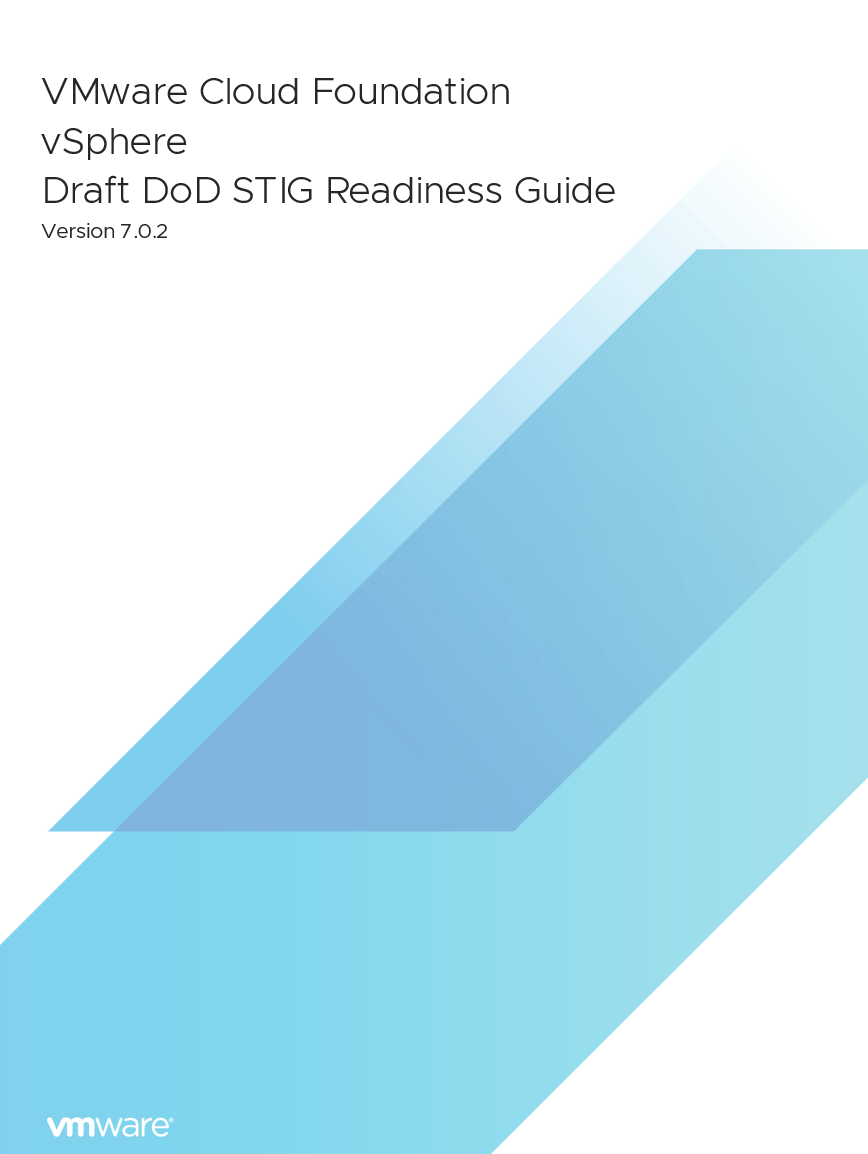 VMware Cloud Foundation
vSphere
Draft DoD STIG Readiness Guide
Version 7.0.2
vmware®